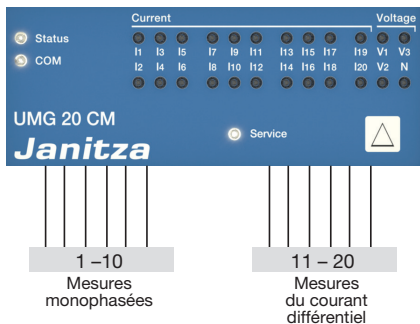 Current Voltage
Status
COM
I1 I3 I5 I7 I9 I11 I13 I15 I17 I19 V1 V3
I2 I4 I6 I8 I10 I12 I14 I16 I18 I20 V2 N
UMG 20 CM
Service
Janitza
1 –10
Mesures
monophasées
11 – 20
Mesures
du courant
différentiel